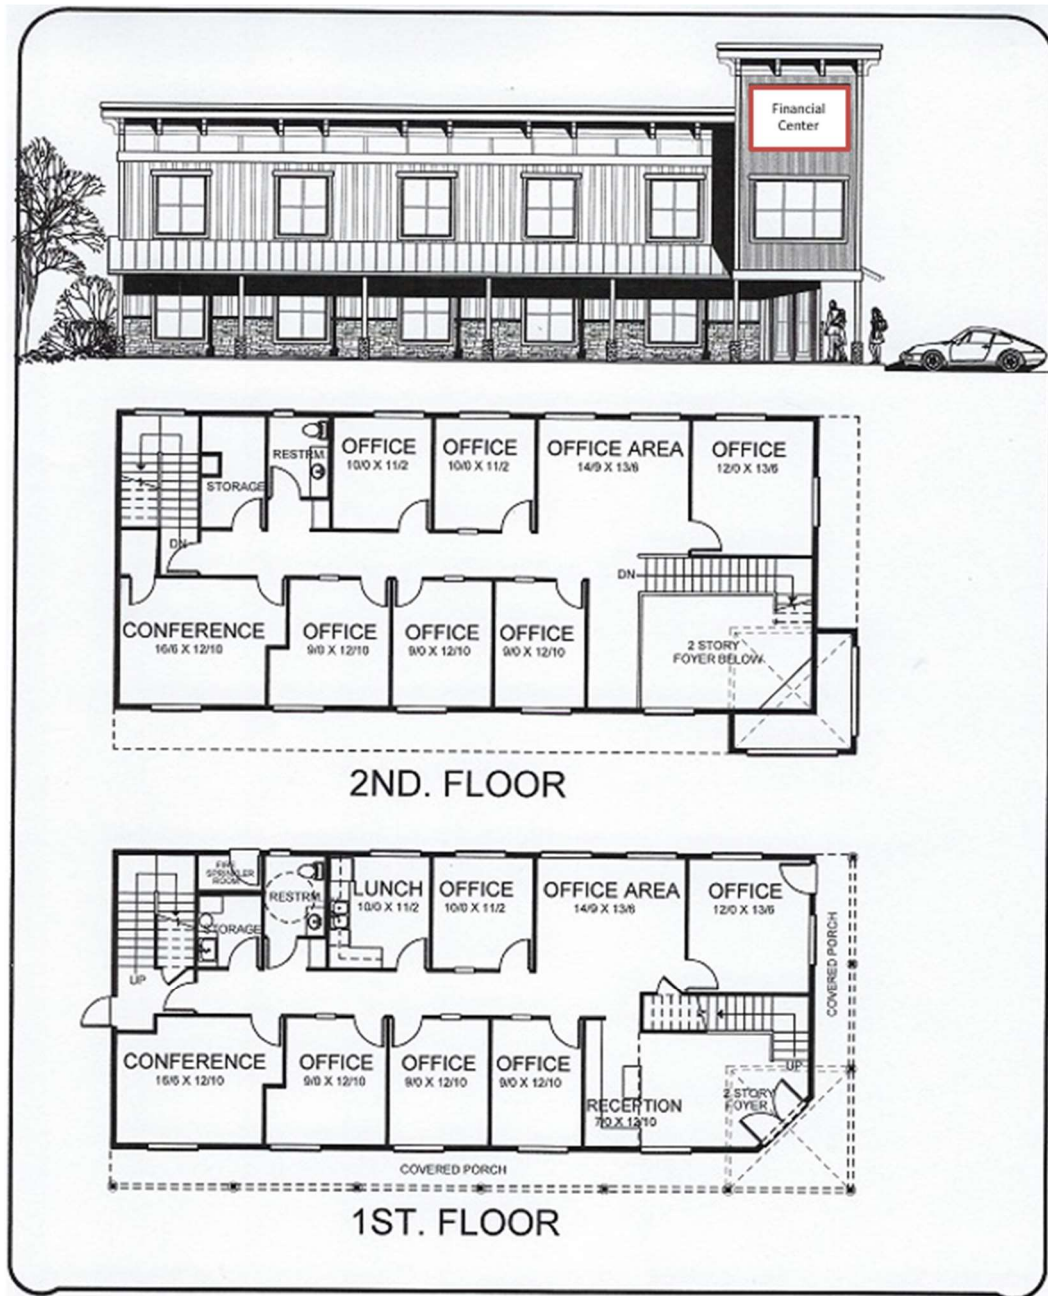 Financial
Center
OFFICE
10/0 X 11/2
OFFICE
10/0 X 11/2
OFFICE AREA
14/9 X 13/6
OFFICE
12/0 X 13/6
RESTRM.
STORAGE
DN
DN
CONFERENCE
16/6 X 12/10
OFFICE
9/0 X 12/10
OFFICE
9/0 X 12/10
OFFICE
9/0 X 12/10
2 STORY
FOYER BELOW
2ND. FLOOR
FIRE
SPRINKLER
ROOM
RESTRM.
STORAGE
LUNCH
10/0 X 11/2
OFFICE
10/0 X 11/2
OFFICE AREA
14/9 X 13/6
OFFICE
12/0 X 13/6
COVERED PORCH
UP
CONFERENCE
16/6 X 12/10
OFFICE
9/0 X 12/10
OFFICE
9/0 X 12/10
OFFICE
9/0 X 12/10
RECEPTION
7/0 X 12/10
UP
2 STORY
FOYER
COVERED PORCH
1ST. FLOOR